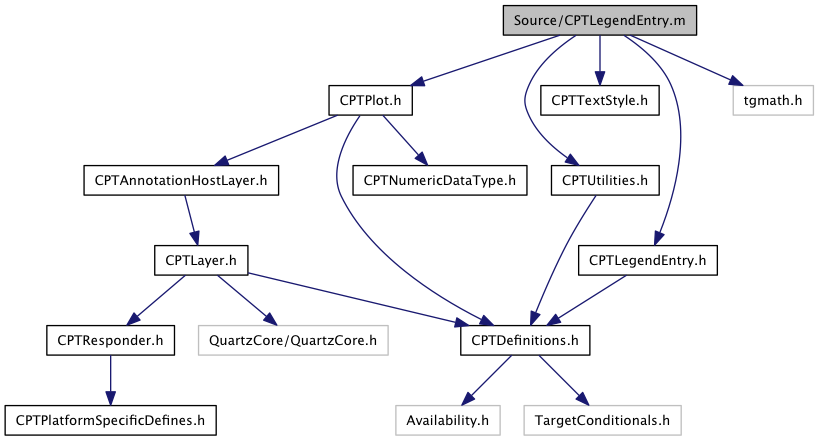 Source/CPTLegendEntry.m
CPTPlot.h
CPTTextStyle.h
tgmath.h
CPTAnnotationHostLayer.h
CPTNumericDataType.h
CPTUtilities.h
CPTLayer.h
CPTLegendEntry.h
CPTResponder.h
QuartzCore/QuartzCore.h
CPTDefinitions.h
CPTPlatformSpecificDefines.h
Availability.h
TargetConditionals.h